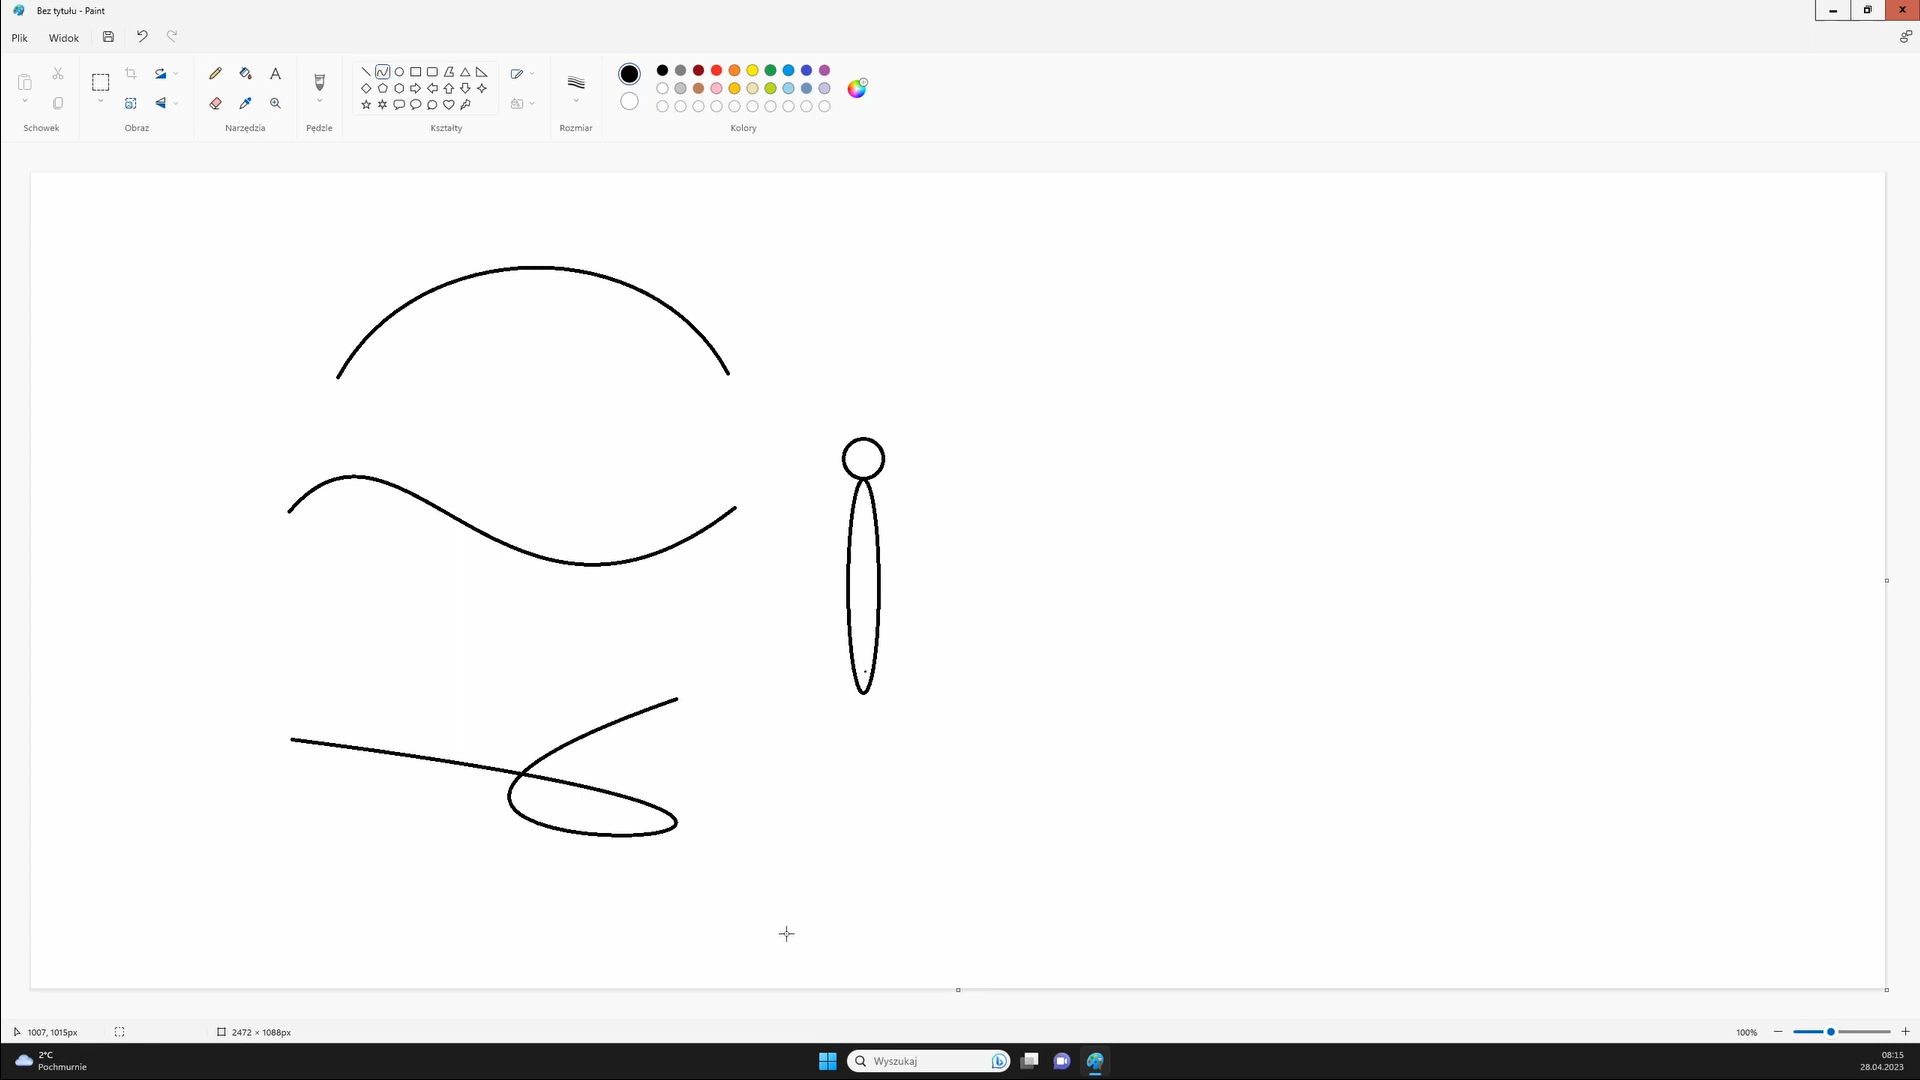 Bez tytułu - Paint
Plik Widok
Schowek Obraz Narzędzia Pędzle Kształty Rozmiar Kolory
1007, 1015px 2472 × 1088px 100%
2°C
Pochmurnie
Wyszukaj
08:15
28.04.2023